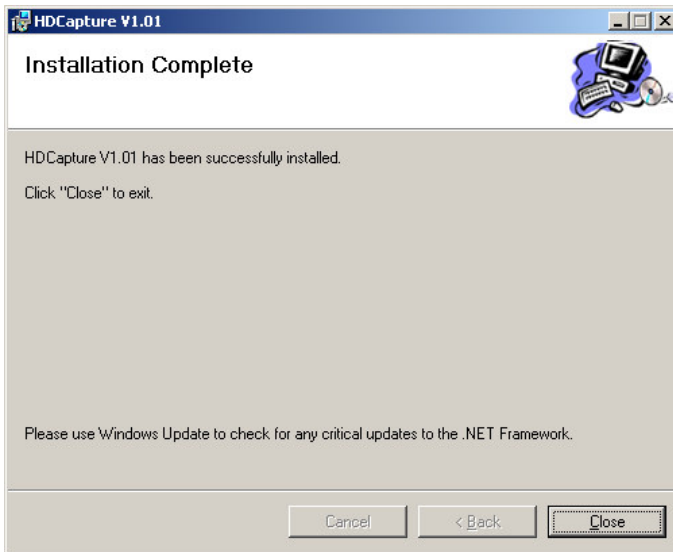 HDCapture V1.01
Installation Complete
HDCapture V1.01 has been successfully installed.
Click "Close" to exit.
Please use Windows Update to check for any critical updates to the .NET Framework.
Cancel
< Back
Close